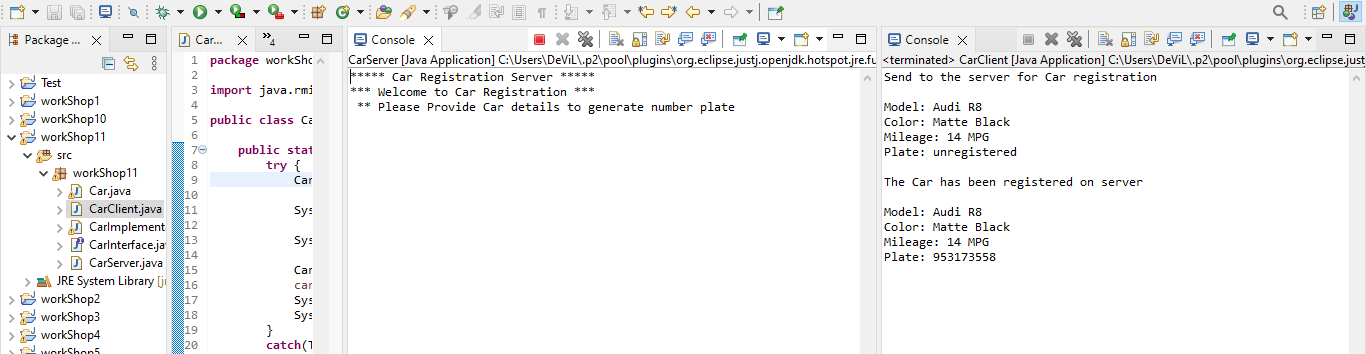 Package ...
Test
workShop1
workShop10
workShop11
src
workShop11
Car.java
CarClient.java
CarImplement
CarInterface.ja
CarServer.java
JRE System Library [j
workShop2
workShop3
workShop4
workShop5
Car...
4
1 package workSho
2
3 import java.rmi
4
5 public class Ca
6
7 public stat
8 try {
9 Car
10
11 Sys
12
13 Sys
14
15 Car
16 car
17 Sys
18 Sys
19 }
20 catch(T
Console
CarServer [Java Application] C:\Users\DeViL\.p2\pool\plugins\org.eclipse.justj.openjdk.hotspot.jre.fu
***** Car Registration Server *****
*** Welcome to Car Registration ***
** Please Provide Car details to generate number plate
Console
<terminated> CarClient [Java Application] C:\Users\DeViL\.p2\pool\plugins\org.eclipse.just
Send to the server for Car registration
Model: Audi R8
Color: Matte Black
Mileage: 14 MPG
Plate: unregistered
The Car has been registered on server
Model: Audi R8
Color: Matte Black
Mileage: 14 MPG
Plate: 953173558